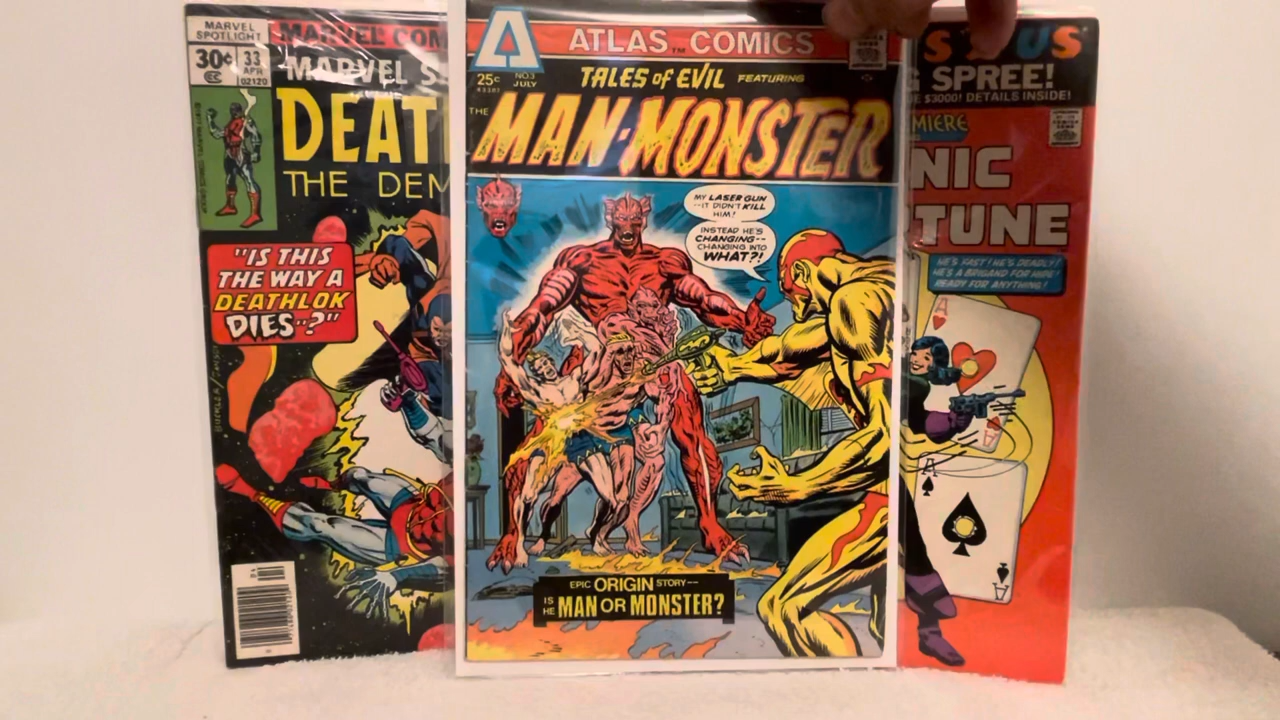 MARVEL
SPOTLIGHT
30¢
33
APR
02120
MARVEL COM
MARVEL S
DEAT
THE DEM
"IS THIS
THE WAY A
DEATHLOK
DIES--?"
A
ATLAS COMICS
25¢
NO.3
JULY
TALES of EVIL FEATURING
THE
MAN-MONSTER
MY LASER GUN
--IT DIDN'T KILL
HIM!
INSTEAD HE'S
CHANGING--
CHANGING INTO
WHAT?!
EPIC ORIGIN STORY--
IS
HE MAN OR MONSTER?
US
G SPREE!
$3000! DETAILS INSIDE!
MIERE
NIC
TUNE
HE'S FAST! HE'S DEADLY!
HE'S A BRIGAND FOR HIRE!
READY FOR ANYTHING!
A
A
A
A